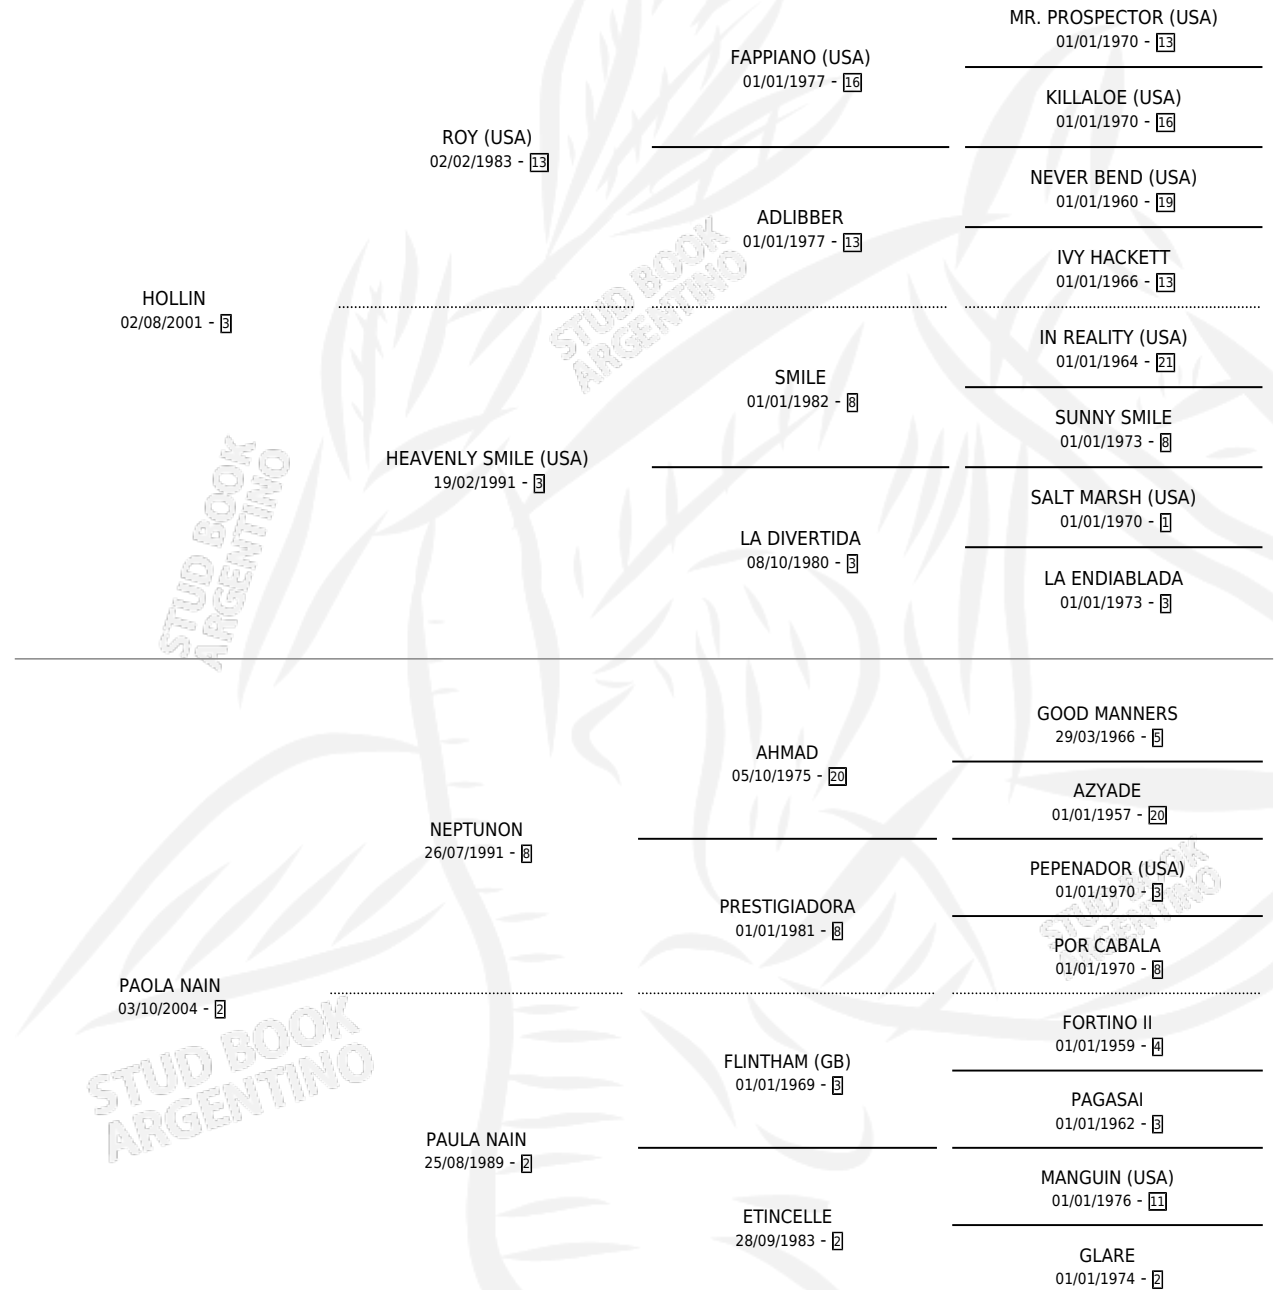 MR. PROSPECTOR (USA)
01/01/1970 - 13
FAPPIANO (USA)
01/01/1977 - 16
KILLALOE (USA)
01/01/1970 - 16
ROY (USA)
02/02/1983 - 13
NEVER BEND (USA)
01/01/1960 - 19
ADLIBBER
01/01/1977 - 13
IVY HACKETT
01/01/1966 - 13
HOLLIN
02/08/2001 - 3
IN REALITY (USA)
01/01/1964 - 21
SMILE
01/01/1982 - 8
SUNNY SMILE
01/01/1973 - 8
HEAVENLY SMILE (USA)
19/02/1991 - 3
SALT MARSH (USA)
01/01/1970 - 1
LA DIVERTIDA
08/10/1980 - 3
LA ENDIABLADA
01/01/1973 - 3
STUD BOOK
ARGENTINO
STUD BOOK
ARGENTINO
GOOD MANNERS
29/03/1966 - 5
AHMAD
05/10/1975 - 20
AZYADE
01/01/1957 - 20
NEPTUNON
26/07/1991 - 8
PEPENADOR (USA)
01/01/1970 - 3
PRESTIGIADORA
01/01/1981 - 8
POR CABALA
01/01/1970 - 8
PAOLA NAIN
03/10/2004 - 2
FORTINO II
01/01/1959 - 4
FLINTHAM (GB)
01/01/1969 - 3
PAGASAI
01/01/1962 - 3
PAULA NAIN
25/08/1989 - 2
MANGUIN (USA)
01/01/1976 - 11
ETINCELLE
28/09/1983 - 2
GLARE
01/01/1974 - 2
STUD BOOK
ARGENTINO
STUD BOOK
ARGENTINO